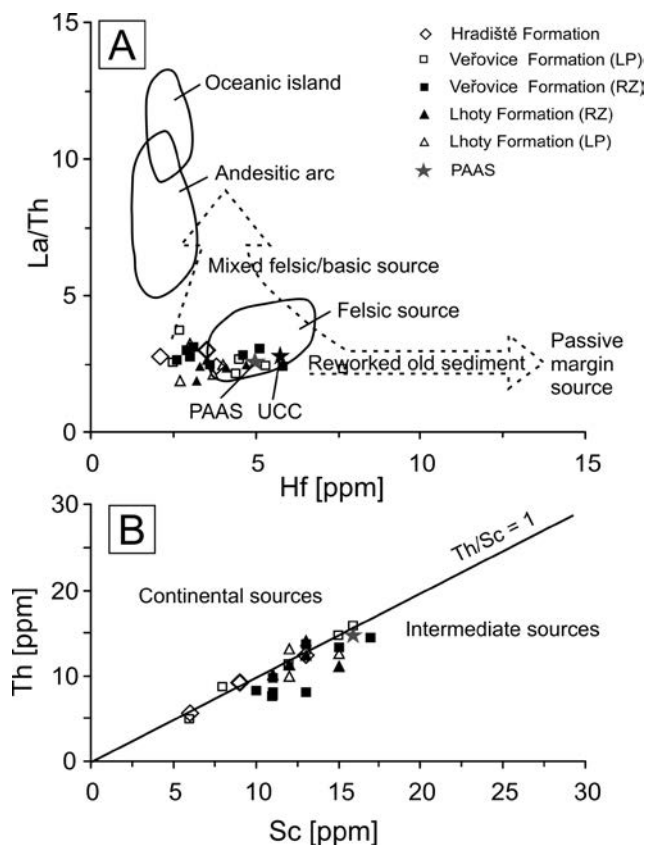 A
Hradiště Formation
Veřovice Formation (LP)
Veřovice Formation (RZ)
Lhoty Formation (RZ)
Lhoty Formation (LP)
PAAS
Oceanic island
Andesitic arc
Mixed felsic/basic source
Felsic source
Reworked old sediment
Passive
margin
source
PAAS
UCC
15
10
5
0
La/Th
0
5
10
15
Hf [ppm]
B
30
20
10
0
Th [ppm]
Th/Sc = 1
Continental sources
Intermediate sources
0
5
10
15
20
25
30
Sc [ppm]